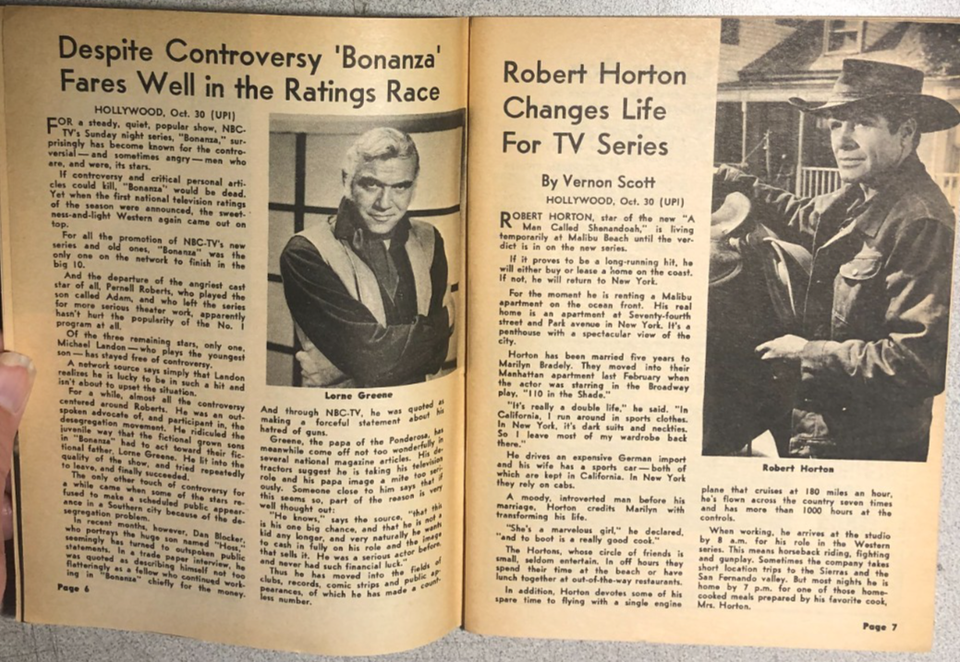 Despite Controversy 'Bonanza'
Fares Well in the Ratings Race
HOLLYWOOD, Oct. 30 (UPI)
FOR a steady, quiet, popular show, NBC-
TV's Sunday night series, "Bonanza," sur-
prisingly has become known for the contro-
versial — and sometimes angry — men who
are, and were, its stars.
If controversy and critical personal arti-
cles could kill, "Bonanza" would be dead.
Yet when the first national television ratings
of the season were announced, the sweet-
ness-and-light Western again came out on
top.
For all the promotion of NBC-TV's new
series and old ones, "Bonanza" was the
only one on the network to finish in the
big 10.
And the departure of the angriest cast
star of all, Pernell Roberts, who played the
son called Adam, and who left the series
for more serious theater work, apparently
hasn't hurt the popularity of the No. 1
program at all.
Of the three remaining stars, only one,
Michael Landon — who plays the youngest
son — has stayed free of controversy.
A network source says simply that Landon
realizes he is lucky to be in such a hit and
isn't about to upset the situation.
For a while, almost all the controversy
centered around Roberts. He was an out-
spoken advocate of, and participant in, the
desegregation movement. He ridiculed the
juvenile way that the fictional grown sons
in "Bonanza" had to act toward their fic-
tional father, Lorne Greene. He lit into the
quality of the show, and tried repeatedly
to leave, and finally succeeded.
The only other touch of controversy for
a while came when some of the stars re-
fused to make a scheduled public appear-
ance in a Southern city because of the de-
segregation problem.
In recent months, however, Dan Blocker,
who portrays the huge son named "Hoss,"
seemingly has turned to outspoken public
statements. In a trade paper interview, he
was quoted as describing himself not too
flatteringly as a fellow who continued work-
ing in "Bonanza" chiefly for the money.
Page 6
Lorne Greene
And through NBC-TV, he was quoted as
making a forceful statement about his
hatred of guns.
Greene, the papa of the Ponderosa, has
meanwhile come off not too wonderfully in
several national magazine articles. His de-
tractors suggest he is taking his television
role and his papa image a mite too seri-
ously. Someone close to him says that if
this seems so, part of the reason is very
well thought out:
"He knows," says the source, "that this
is his one big chance, and that he is not a
kid any longer, and very naturally he wants
to cash in fully on his role and the image
that sells it. He was a serious actor before,
and never had such financial luck."
Thus he has moved into the fields of
clubs, records, comic strips and public ap-
pearances, of which he has made a count-
less number.
Robert Horton
Changes Life
For TV Series
By Vernon Scott
HOLLYWOOD, Oct. 30 (UPI)
ROBERT HORTON, star of the new "A
Man Called Shenandoah," is living
temporarily at Malibu Beach until the ver-
dict is in on the new series.
If it proves to be a long-running hit, he
will either buy or lease a home on the coast.
If not, he will return to New York.
For the moment he is renting a Malibu
apartment on the ocean front. His real
home is an apartment at Seventy-fourth
street and Park avenue in New York. It's a
penthouse with a spectacular view of the
city.
Horton has been married five years to
Marilyn Bradely. They moved into their
Manhattan apartment last February when
the actor was starring in the Broadway
play, "110 in the Shade."
"It's really a double life," he said. "In
California, I run around in sports clothes.
In New York, it's dark suits and neckties.
So I leave most of my wardrobe back
there."
He drives an expensive German import
and his wife has a sports car — both of
which are kept in California. In New York
they rely on cabs.
A moody, introverted man before his
marriage, Horton credits Marilyn with
transforming his life.
"She's a marvelous girl," he declared,
"and to boot is a really good cook."
The Hortons, whose circle of friends is
small, seldom entertain. In off hours they
spend their time at the beach or have
lunch together at out-of-the-way restaurants.
In addition, Horton devotes some of his
spare time to flying with a single engine
Robert Horton
plane that cruises at 180 miles an hour,
he's flown across the country seven times
and has more than 1000 hours at the
controls.
When working, he arrives at the studio
by 8 a.m. for his role in the Western
series. This means horseback riding, fighting
and gunplay. Sometimes the company takes
short location trips to the Sierras and the
San Fernando valley. But most nights he is
home by 7 p.m. for one of those home-
cooked meals prepared by his favorite cook,
Mrs. Horton.
Page 7